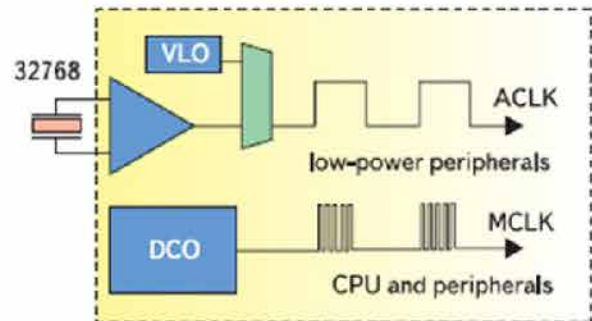 VLO
32768
ACLK
low-power peripherals
MCLK
DCO
CPU and peripherals